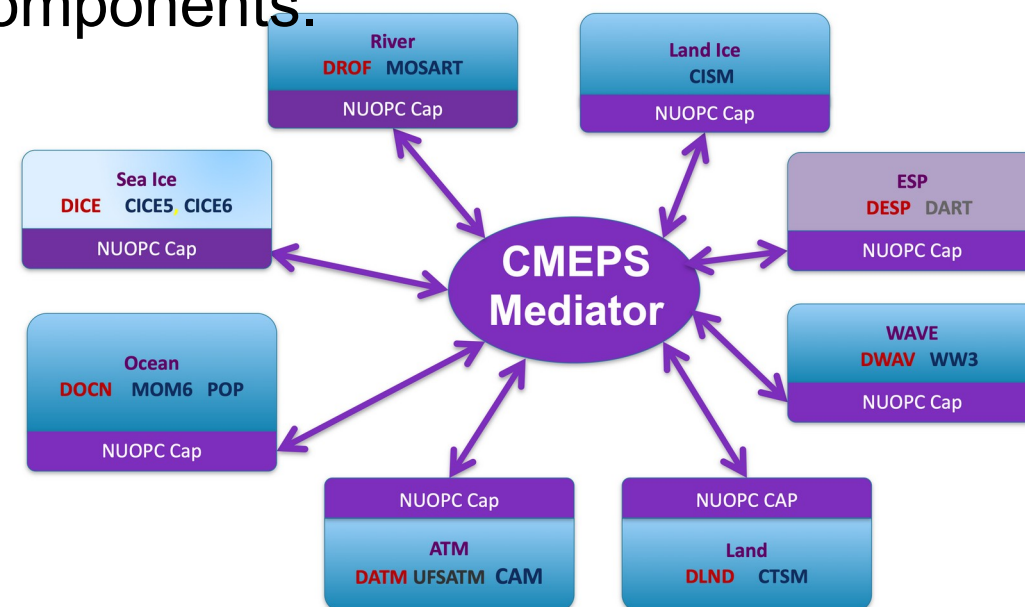 omponents.
River
DROF MOSART
NUOPC Cap
Land Ice
CISM
NUOPC Cap
Sea Ice
DICE CICE5, CICE6
NUOPC Cap
ESP
DESP DART
NUOPC Cap
CMEPS
Mediator
Ocean
DOCN MOM6 POP
NUOPC Cap
WAVE
DWAV WW3
NUOPC Cap
NUOPC Cap
ATM
DATM UFSATM CAM
NUOPC CAP
Land
DLND CTSM